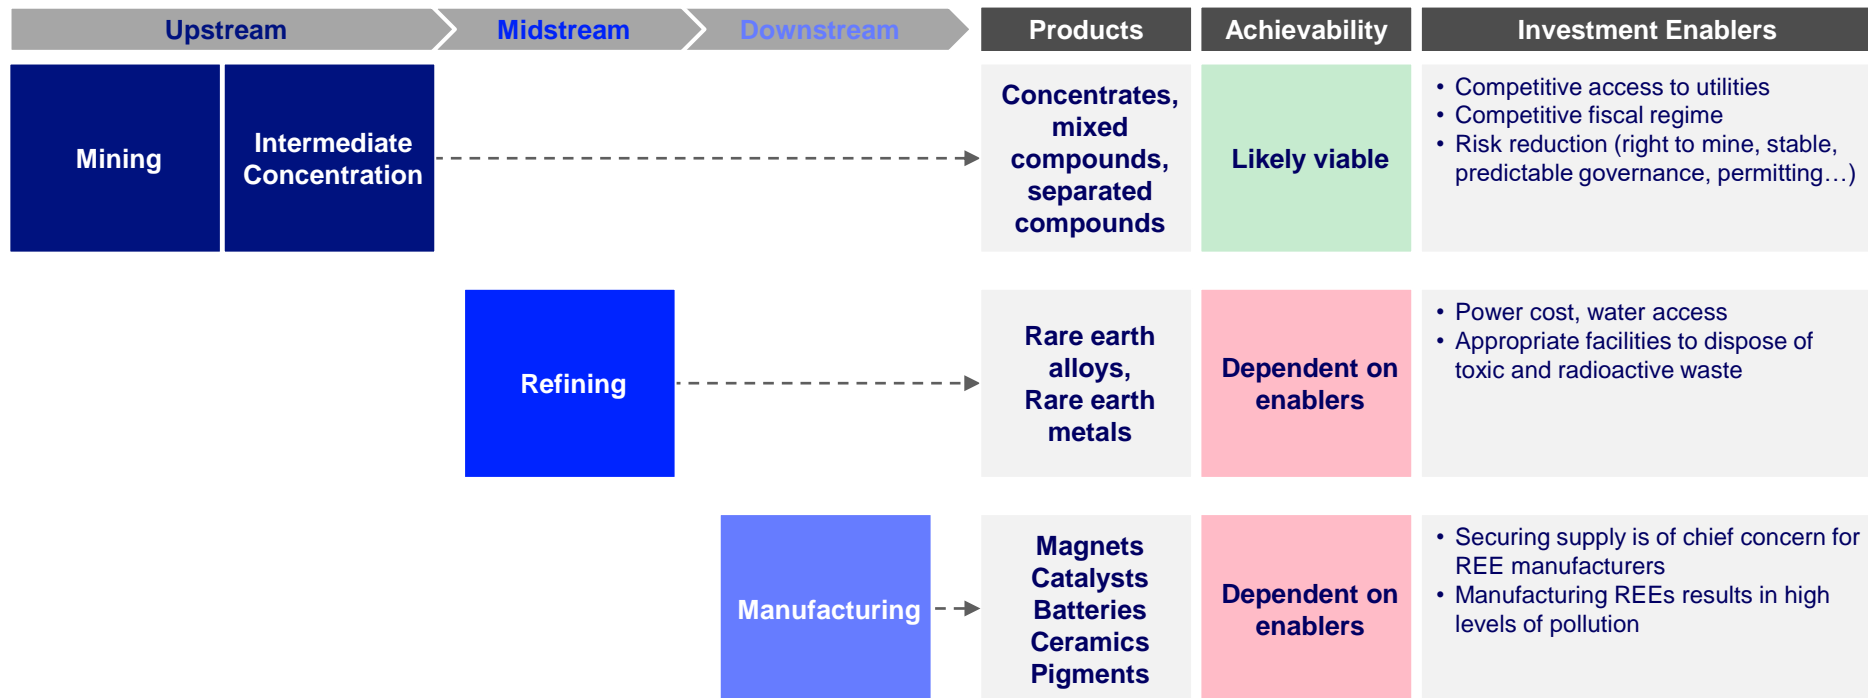 Upstream
Midstream
Downstream
Products
Achievability
Investment Enablers
Mining
Intermediate
Concentration
Concentrates,
mixed
compounds,
separated
compounds
Likely viable
• Competitive access to utilities
• Competitive fiscal regime
• Risk reduction (right to mine, stable,
predictable governance, permitting…)
Refining
Rare earth
alloys,
Rare earth
metals
Dependent on
enablers
• Power cost, water access
• Appropriate facilities to dispose of
toxic and radioactive waste
Manufacturing
Magnets
Catalysts
Batteries
Ceramics
Pigments
Dependent on
enablers
• Securing supply is of chief concern for
REE manufacturers
• Manufacturing REEs results in high
levels of pollution